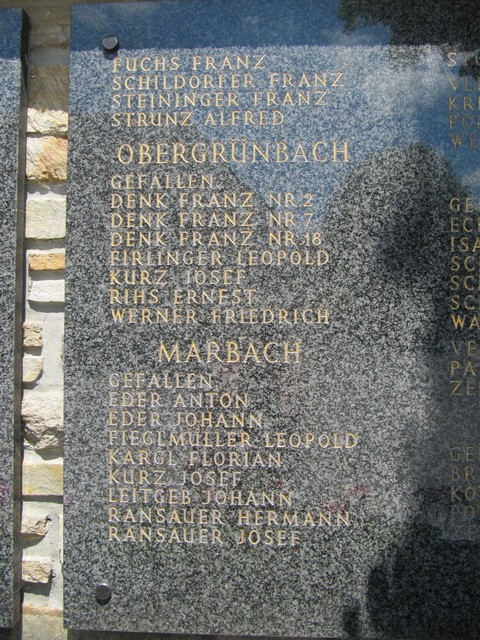 FUCHS FRANZ
SCHILDORFER FRANZ
STEININGER FRANZ
STRUNZ ALFRED
OBERGRÜNBACH
GEFALLEN
DENK FRANZ NR 2
DENK FRANZ NR 7
DENK FRANZ NR 18
FIRLINGER LEOPOLD
KURZ JOSEF
RIHS ERNEST
WERNER FRIEDRICH
MARBACH
GEFALLEN
EDER ANTON
EDER JOHANN
FIEGLMÜLLER LEOPOLD
KARGL FLORIAN
KURZ JOSEF
LEITGEB JOHANN
RANSAUER HERMANN
RANSAUER JOSEF